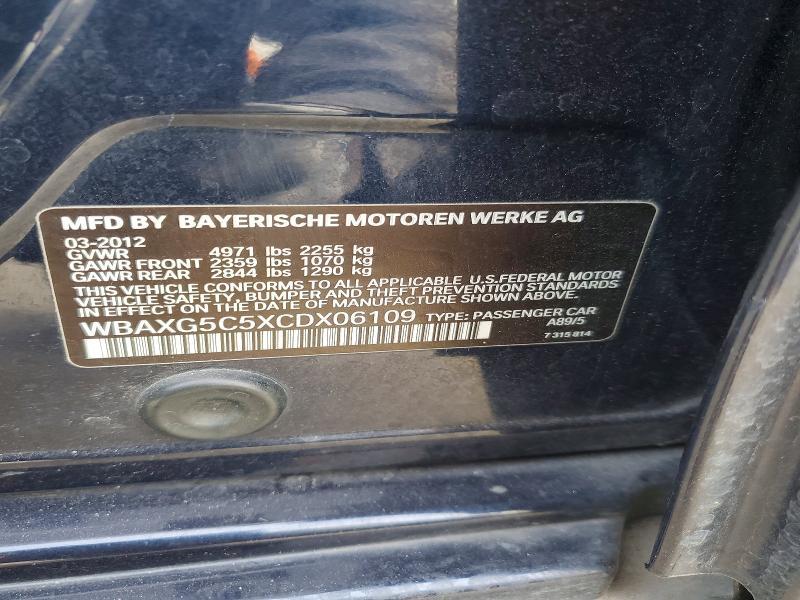 MFD BY BAYERISCHE MOTOREN WERKE AG
03-2012
GVWR 4971 lbs 2255 kg
GAWR FRONT 2359 lbs 1070 kg
GAWR REAR 2844 lbs 1290 kg
THIS VEHICLE CONFORMS TO ALL APPLICABLE U.S.FEDERAL MOTOR
VEHICLE SAFETY, BUMPER AND THEFT PREVENTION STANDARDS
IN EFFECT ON THE DATE OF MANUFACTURE SHOWN ABOVE.
WBAXG5C5XCDX06109 TYPE: PASSENGER CAR
A89/5
7 315 814